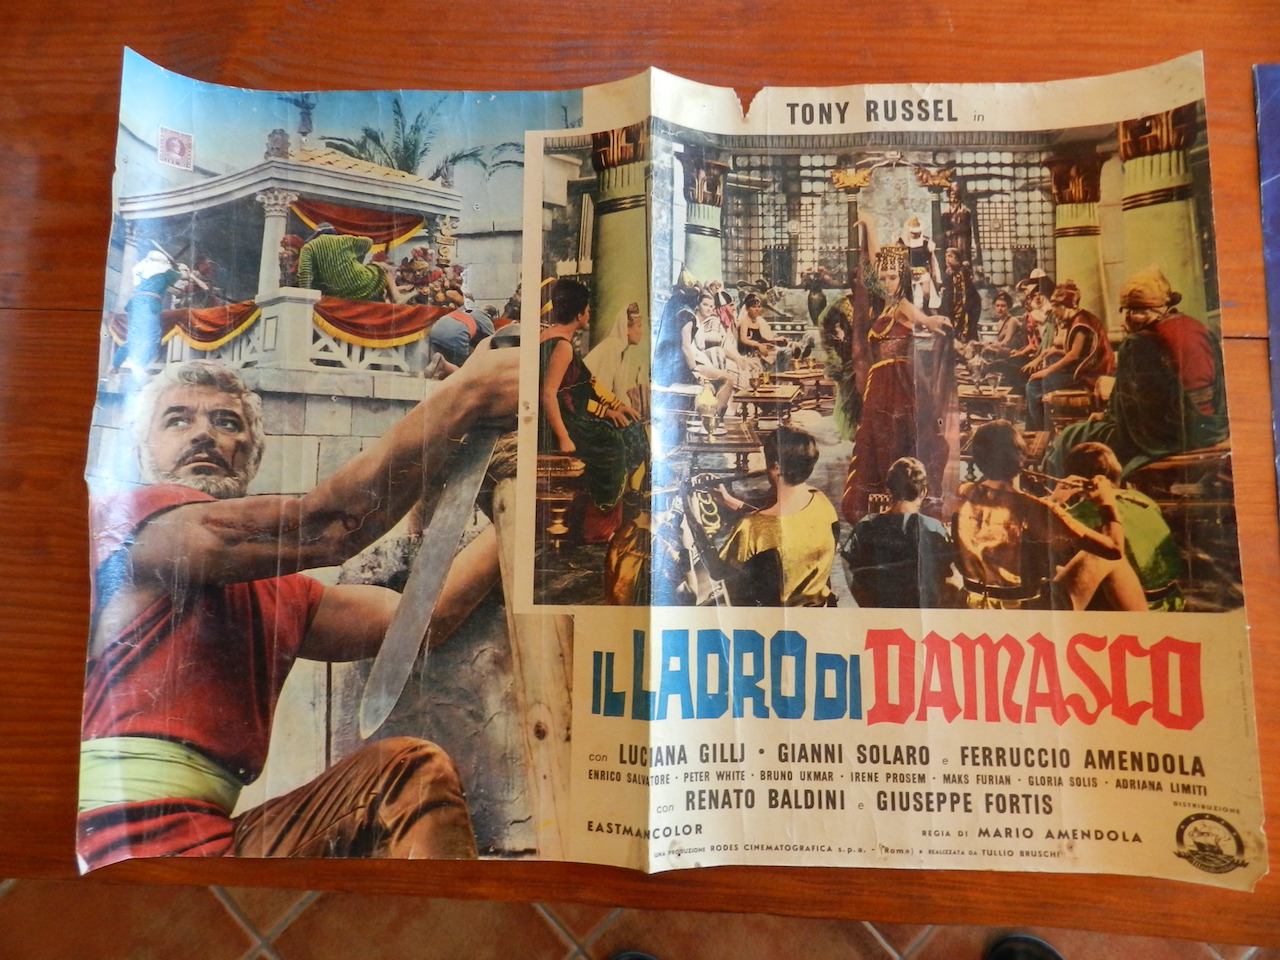 TONY RUSSEL in
IL LADRO DI DAMASCO
con LUCIANA GILLJ · GIANNI SOLARO e FERRUCCIO AMENDOLA
ENRICO SALVATORE · PETER WHITE · BRUNO UKMAR · IRENE PROSEM · MAKS FURIAN · GLORIA SOLIS · ADRIANA LIMITI
con RENATO BALDINI e GIUSEPPE FORTIS
DISTRIBUZIONE
EASTMANCOLOR
REGIA DI MARIO AMENDOLA
UNA PRODUZIONE RODES CINEMATOGRAFICA s.p.a. - (Roma) · REALIZZATA DA TULLIO BRUSCHI